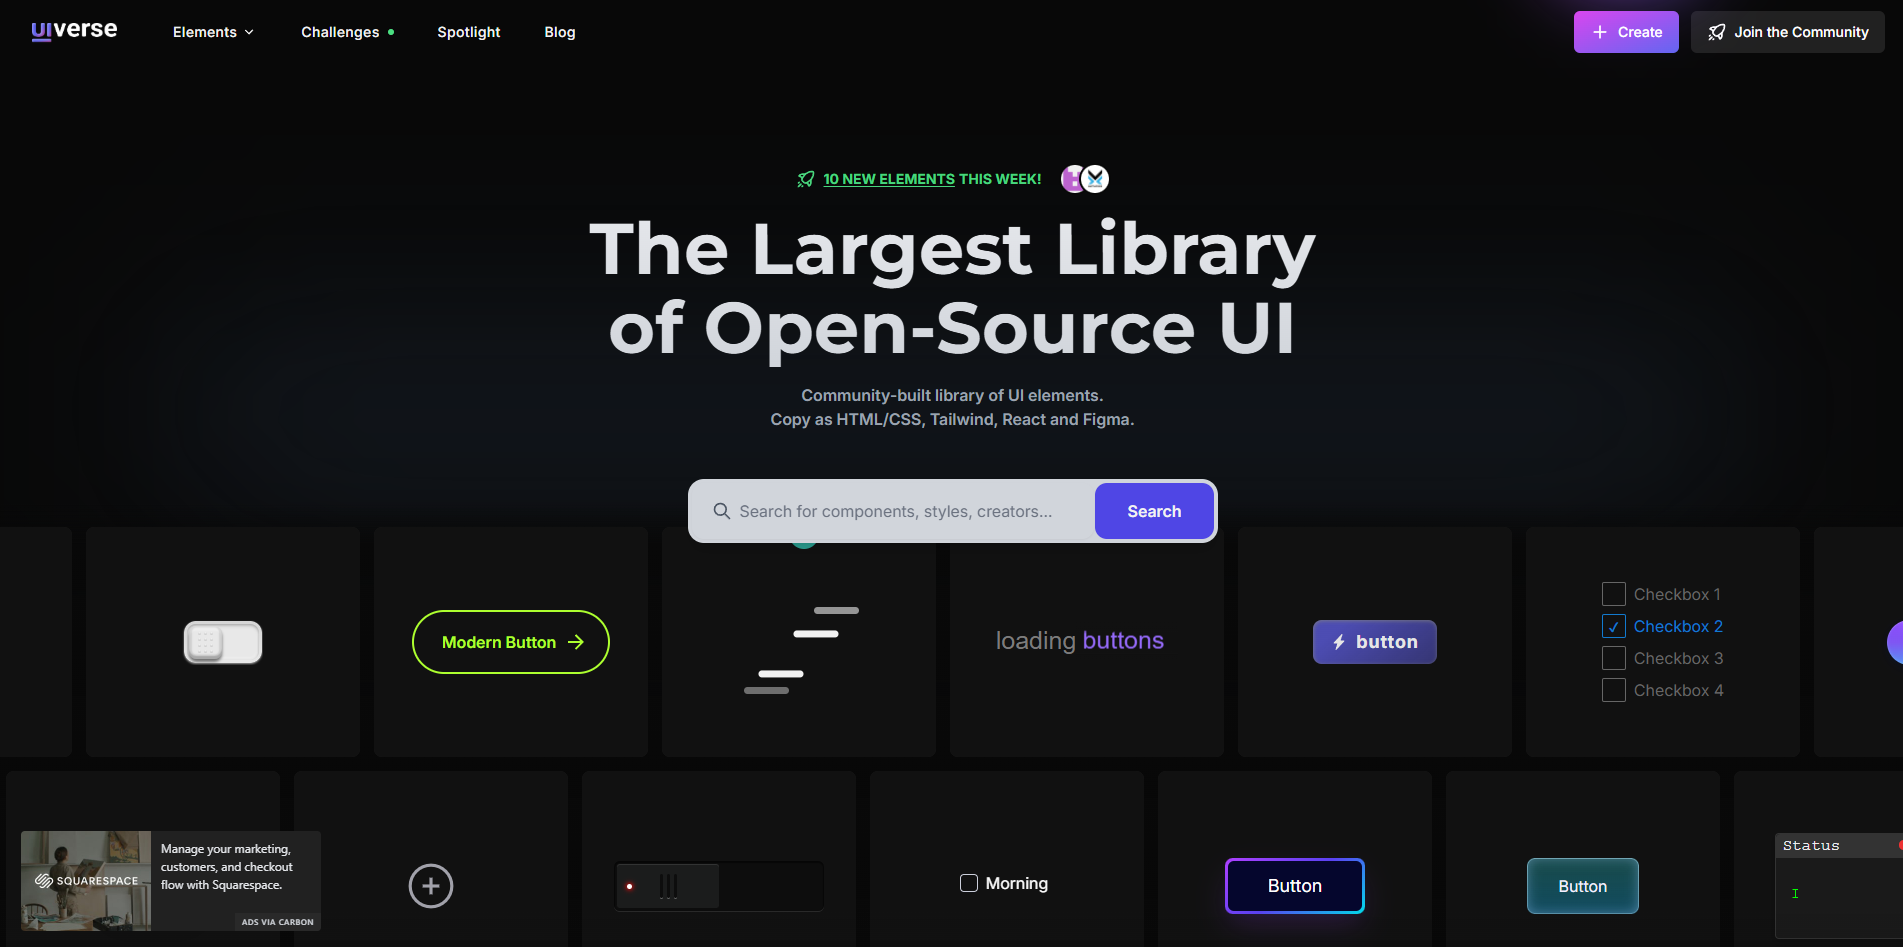 uiverse
Elements
Challenges
Spotlight
Blog
Create
Join the Community
10 NEW ELEMENTS THIS WEEK!
The Largest Library
of Open-Source UI
Community-built library of UI elements.
Copy as HTML/CSS, Tailwind, React and Figma.
Search for components, styles, creators...
Search
Modern Button
loading buttons
button
Checkbox 1
Checkbox 2
Checkbox 3
Checkbox 4
SQUARESPACE
Manage your marketing,
customers, and checkout
flow with Squarespace.
ADS VIA CARBON
Morning
Button
Button
Status